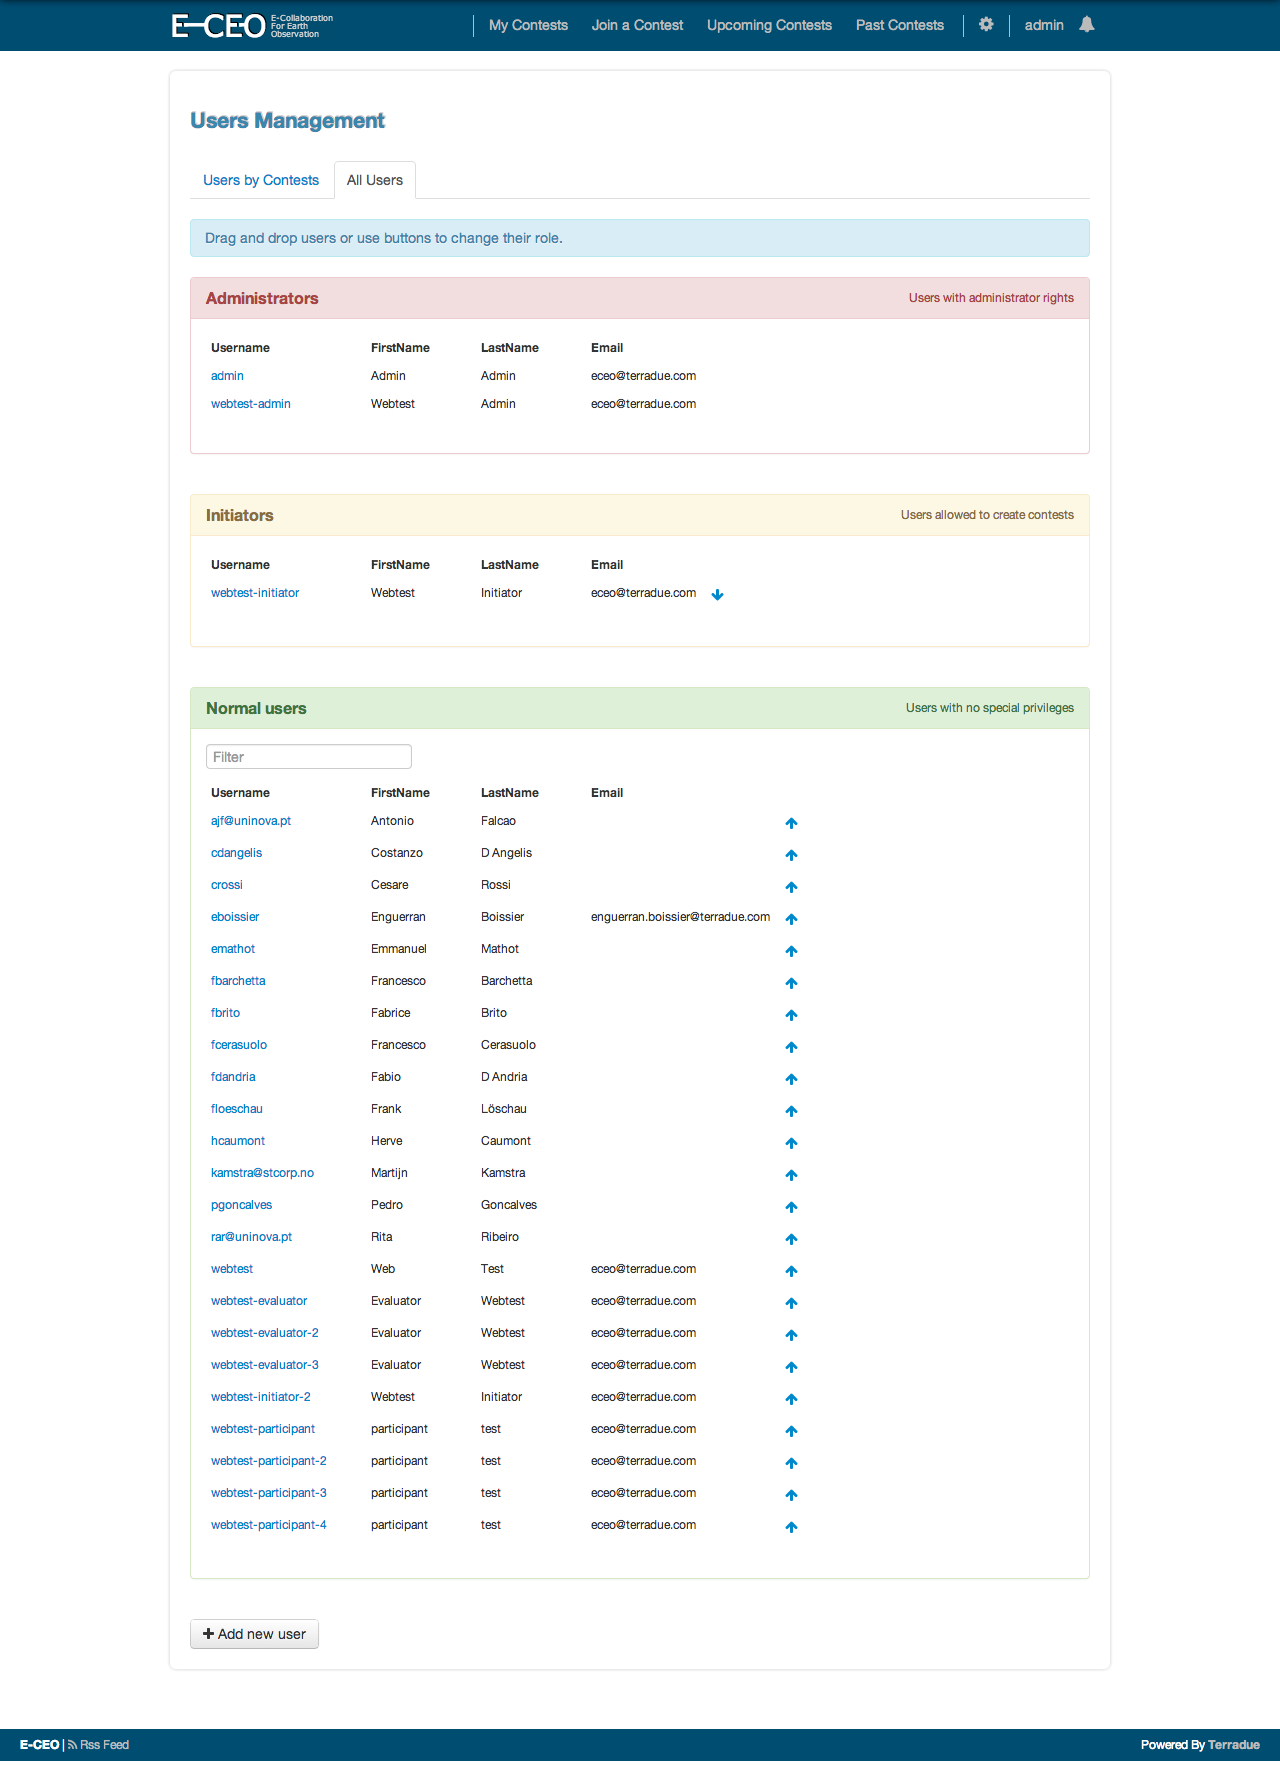 E-CEO E-Collaboration
For Earth
Observation
My Contests Join a Contest Upcoming Contests Past Contests admin
Users Management
Users by Contests All Users
Drag and drop users or use buttons to change their role.
Administrators Users with administrator rights
Username FirstName LastName Email
admin Admin Admin eceo@terradue.com
webtest-admin Webtest Admin eceo@terradue.com
Initiators Users allowed to create contests
Username FirstName LastName Email
webtest-initiator Webtest Initiator eceo@terradue.com
Normal users Users with no special privileges
Filter
Username FirstName LastName Email
ajf@uninova.pt Antonio Falcao
cdangelis Costanzo D Angelis
crossi Cesare Rossi
eboissier Enguerran Boissier enguerran.boissier@terradue.com
emathot Emmanuel Mathot
fbarchetta Francesco Barchetta
fbrito Fabrice Brito
fcerasuolo Francesco Cerasuolo
fdandria Fabio D Andria
floeschau Frank Löschau
hcaumont Herve Caumont
kamstra@stcorp.no Martijn Kamstra
pgoncalves Pedro Goncalves
rar@uninova.pt Rita Ribeiro
webtest Web Test eceo@terradue.com
webtest-evaluator Evaluator Webtest eceo@terradue.com
webtest-evaluator-2 Evaluator Webtest eceo@terradue.com
webtest-evaluator-3 Evaluator Webtest eceo@terradue.com
webtest-initiator-2 Webtest Initiator eceo@terradue.com
webtest-participant participant test eceo@terradue.com
webtest-participant-2 participant test eceo@terradue.com
webtest-participant-3 participant test eceo@terradue.com
webtest-participant-4 participant test eceo@terradue.com
Add new user
E-CEO | Rss Feed Powered By Terradue